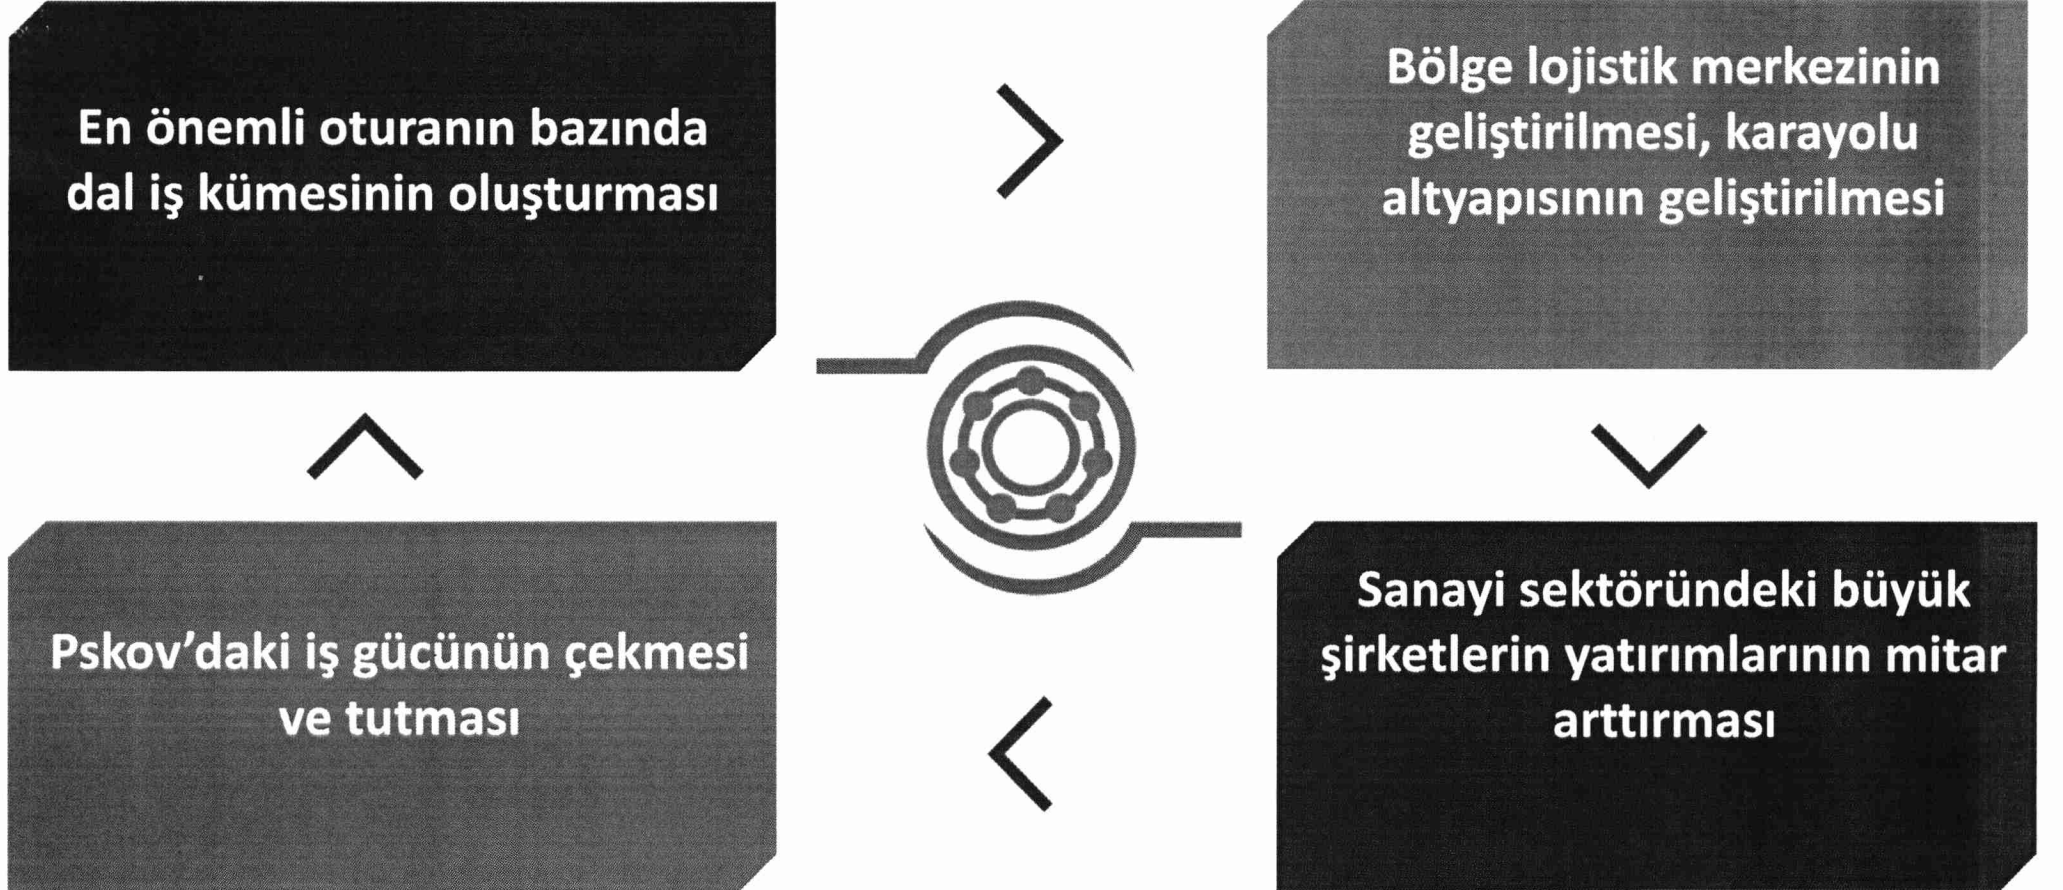 En önemli oturanın bazında
dal iş kümesinin oluşturması
Bölge lojistik merkezinin
geliştirilmesi, karayolu
altyapısının geliştirilmesi
Sanayi sektöründeki büyük
şirketlerin yatırımlarının mitar
arttırması
Pskov’daki iş gücünün çekmesi
ve tutması